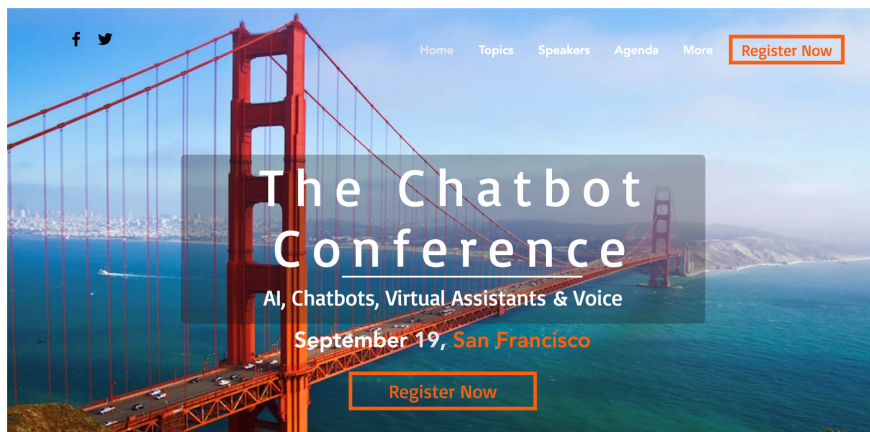 Home Topics Speakers Agenda More Register Now
The Chatbot
Conference
AI, Chatbots, Virtual Assistants & Voice
September 19, San Francisco
Register Now